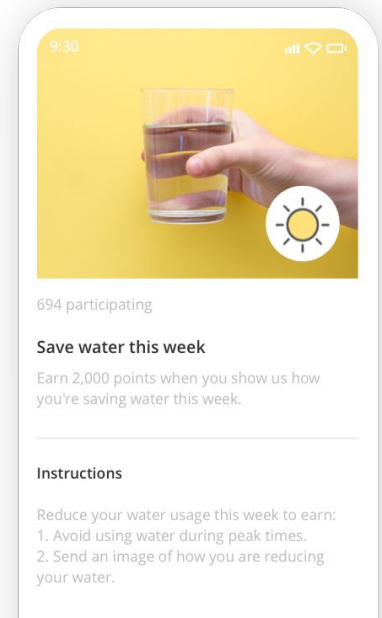 9:30
694 participating
Save water this week
Earn 2,000 points when you show us how
you're saving water this week.
Instructions
Reduce your water usage this week to earn:
1. Avoid using water during peak times.
2. Send an image of how you are reducing
your water.